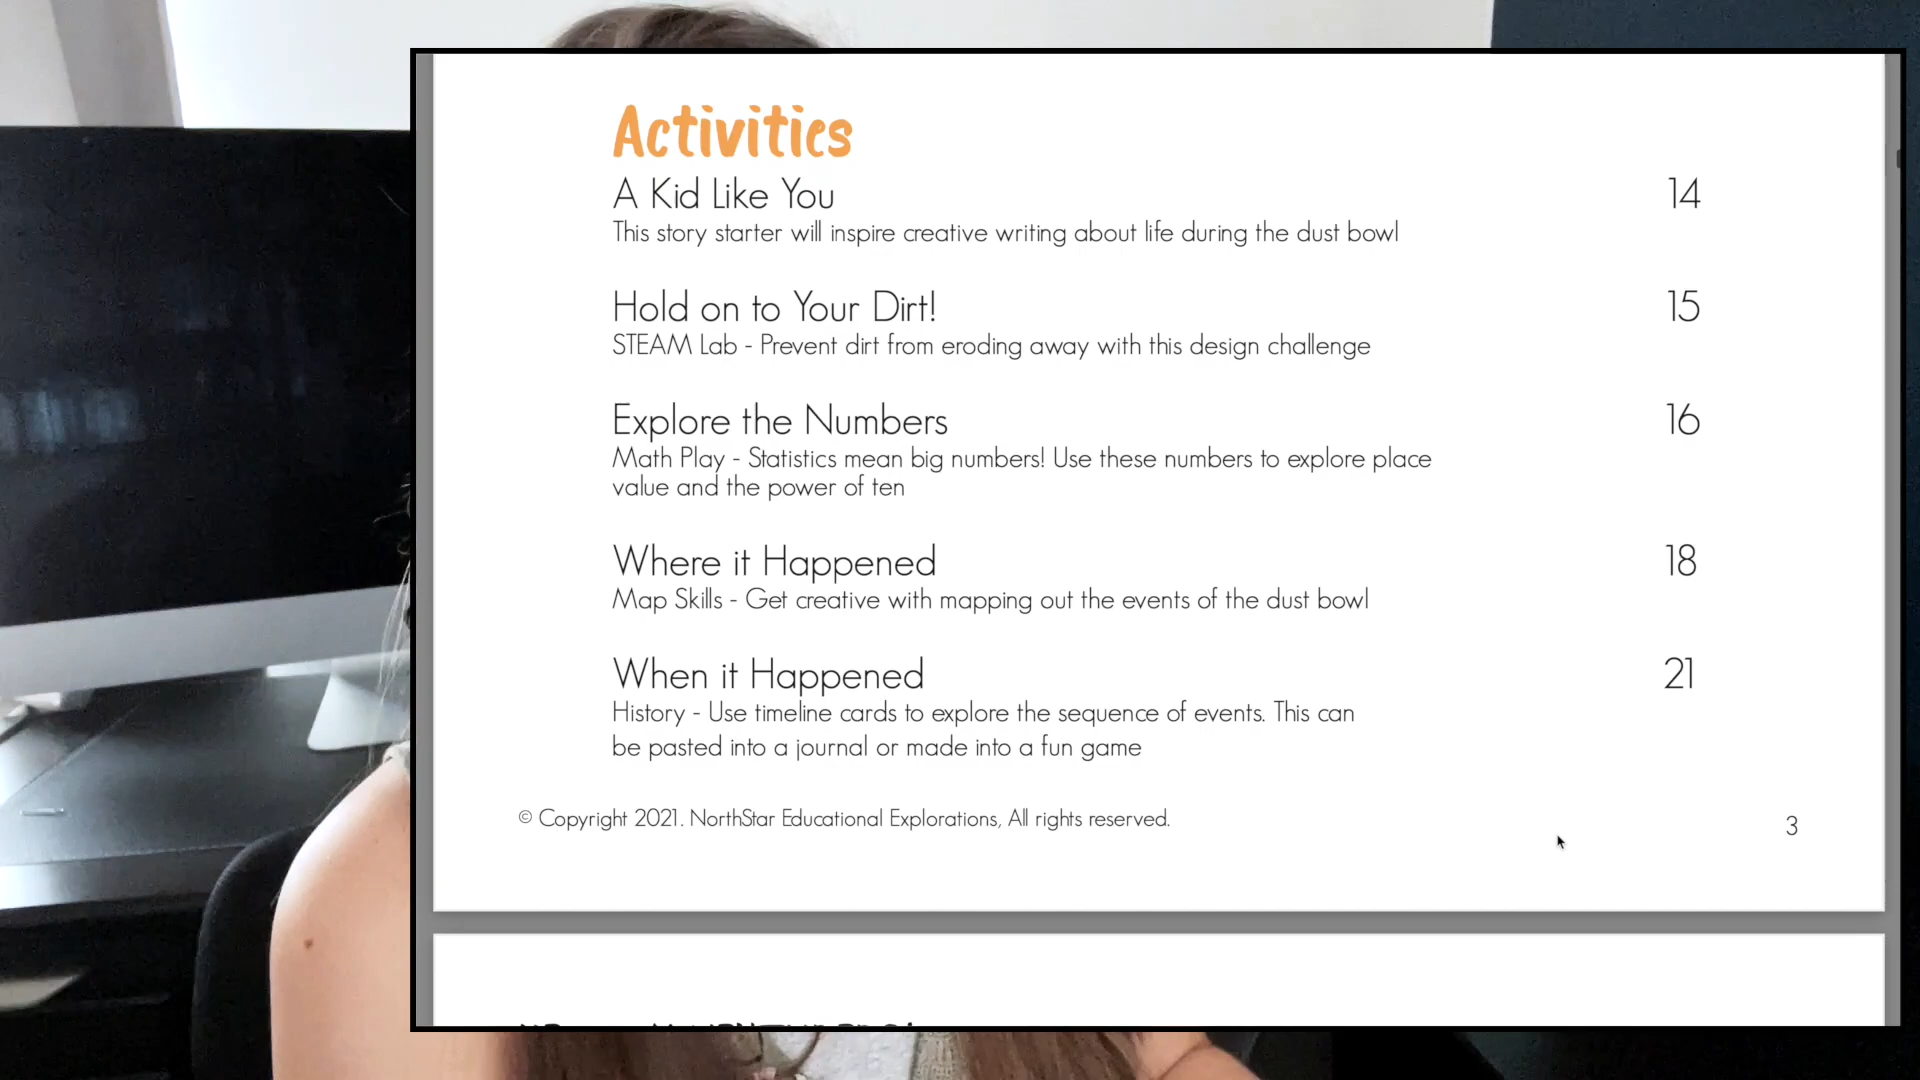 Activities
A Kid Like You 14
This story starter will inspire creative writing about life during the dust bowl
Hold on to Your Dirt! 15
STEAM Lab - Prevent dirt from eroding away with this design challenge
Explore the Numbers 16
Math Play - Statistics mean big numbers! Use these numbers to explore place
value and the power of ten
Where it Happened 18
Map Skills - Get creative with mapping out the events of the dust bowl
When it Happened 21
History - Use timeline cards to explore the sequence of events. This can
be pasted into a journal or made into a fun game
© Copyright 2021. NorthStar Educational Explorations, All rights reserved. 3